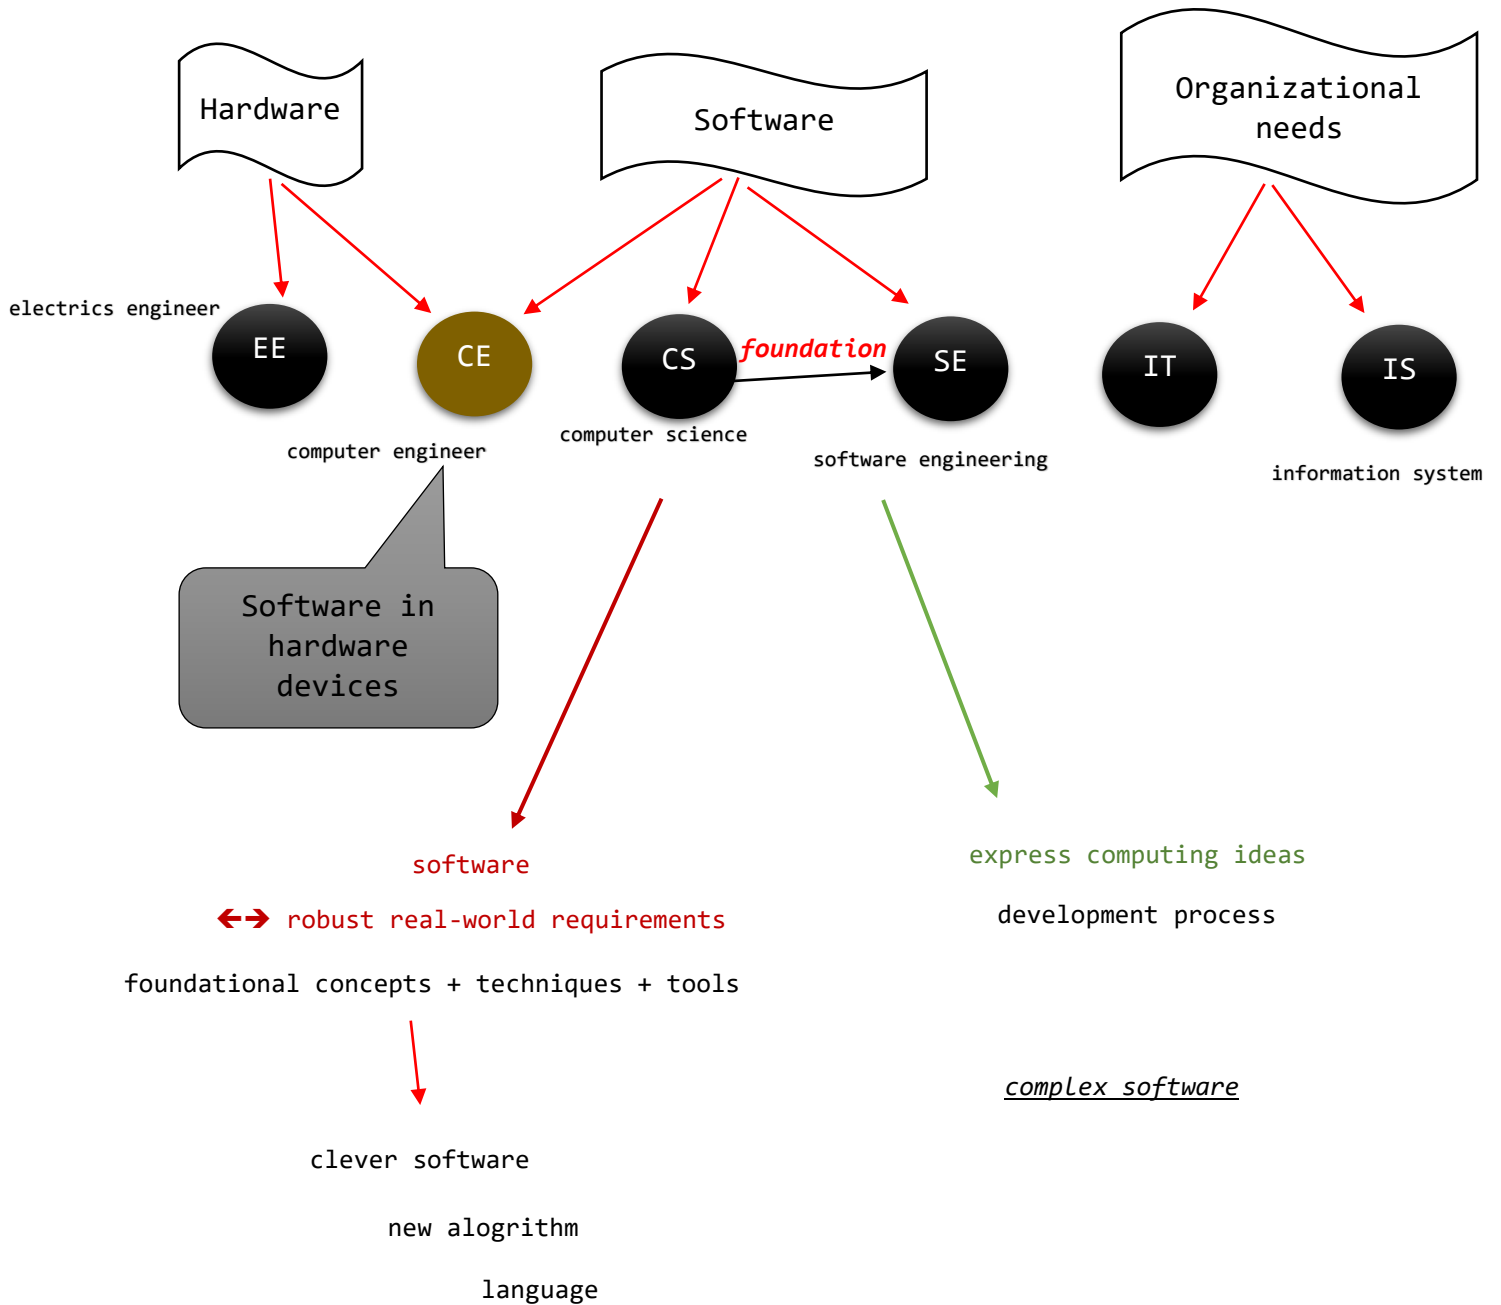 Hardware
Software
Organizational
needs
electrics engineer
EE
CE
CS
foundation
SE
IT
IS
computer engineer
computer science
software engineering
information system
Software in
hardware
devices
software
🡰🡲 robust real-world requirements
foundational concepts + techniques + tools
clever software
new alogrithm
language
express computing ideas
development process
complex software